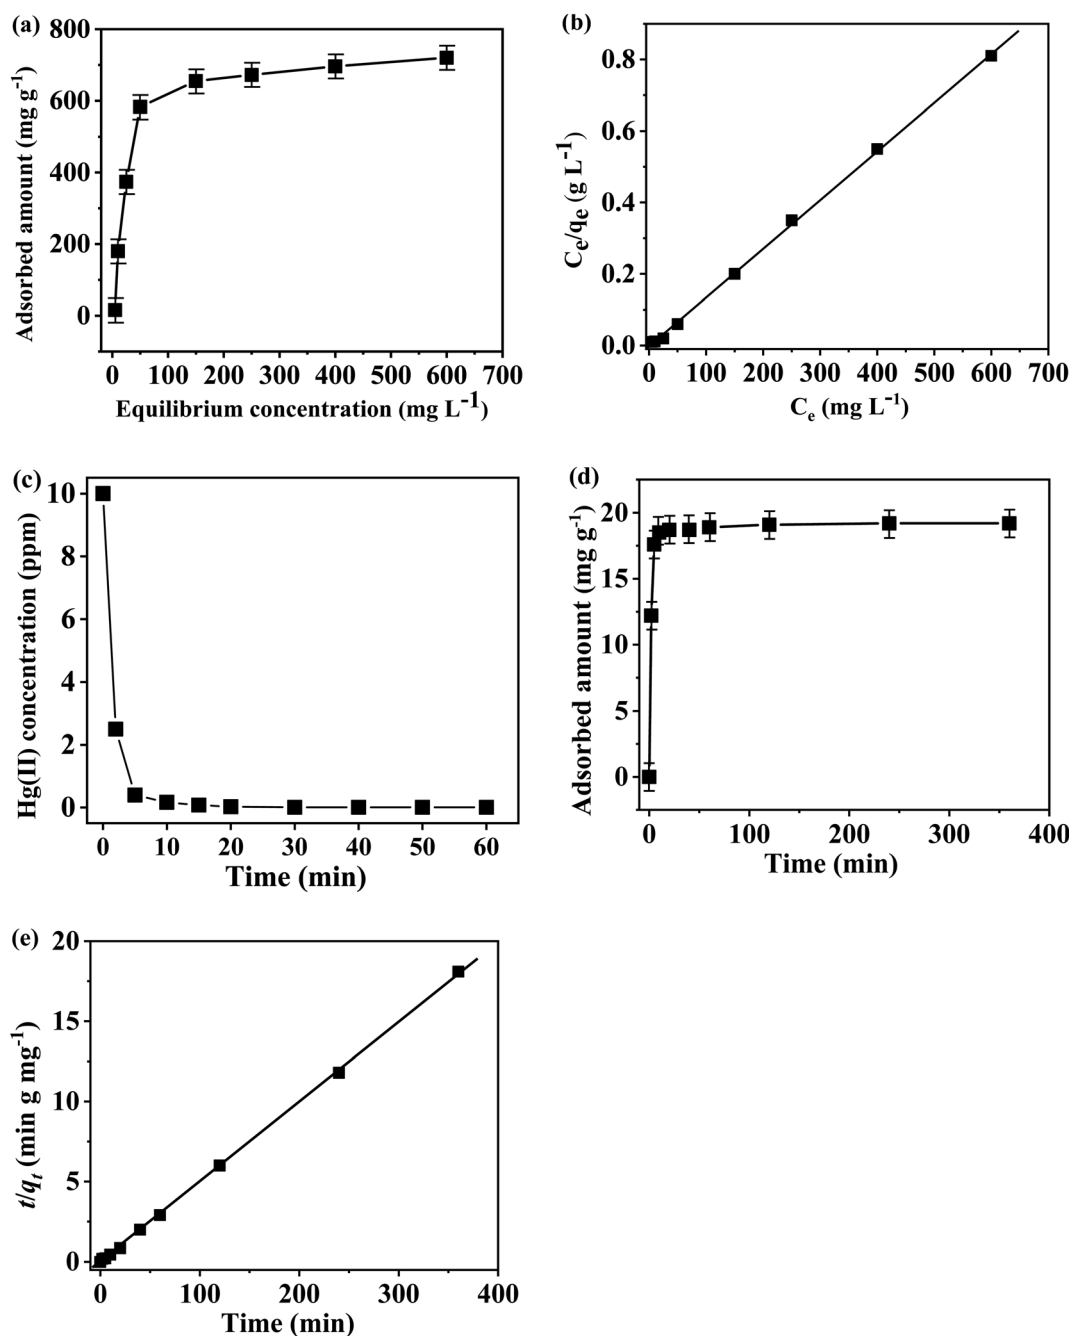 (a)
800
600
400
200
0
Adsorbed amount (mg g⁻¹)
0 100 200 300 400 500 600 700
Equilibrium concentration (mg L⁻¹)
(b)
0.8
0.6
0.4
0.2
0.0
Cₑ/qₑ (g L⁻¹)
0 100 200 300 400 500 600 700
Cₑ (mg L⁻¹)
(c)
10
8
6
4
2
0
Hg(II) concentration (ppm)
0 10 20 30 40 50 60
Time (min)
(d)
20
15
10
5
0
Adsorbed amount (mg g⁻¹)
0 100 200 300 400
Time (min)
(e)
20
15
10
5
0
t/qₜ (min g mg⁻¹)
0 100 200 300 400
Time (min)